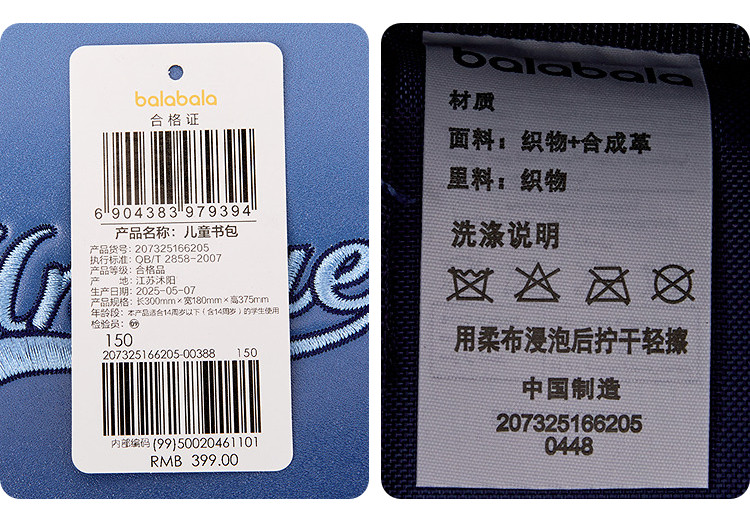 balabala
合格证
6 904383 979394
产品名称：儿童书包
产品货号：207325166205
执行标准：QB/T 2858-2007
产品等级：合格品
产　地：江苏沭阳
生产日期：2025-05-07
产品规格：长300mm×宽180mm×高375mm
年龄段：本产品适合14周岁以下（含14周岁）的学生使用
检验员：
150
207325166205-00388 150
内部编码 (99)50020461101
RMB 399.00
balabala
材质
面料：织物+合成革
里料：织物
洗涤说明
用柔布浸泡后拧干轻擦
中国制造
207325166205
0448